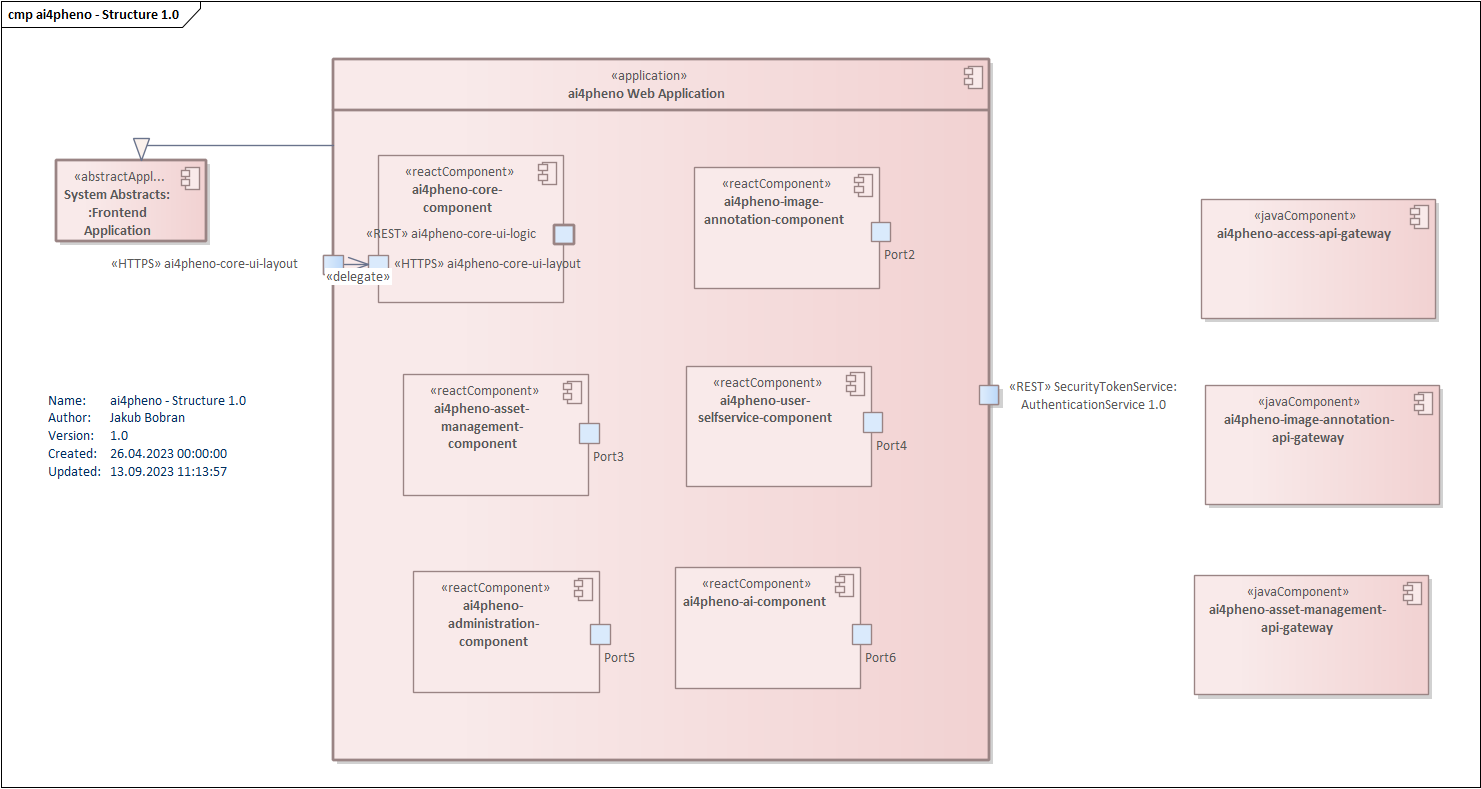 cmp ai4pheno - Structure 1.0
«application»
ai4pheno Web Application
«abstractAppl...
System Abstracts:
:Frontend
Application
«reactComponent»
ai4pheno-core-
component
«REST» ai4pheno-core-ui-logic
«HTTPS» ai4pheno-core-ui-layout
«HTTPS» ai4pheno-core-ui-layout
«delegate»
«reactComponent»
ai4pheno-image-
annotation-component
Port2
«javaComponent»
ai4pheno-access-api-gateway
Name: ai4pheno - Structure 1.0
Author: Jakub Bobran
Version: 1.0
Created: 26.04.2023 00:00:00
Updated: 13.09.2023 11:13:57
«reactComponent»
ai4pheno-asset-
management-
component
Port3
«reactComponent»
ai4pheno-user-
selfservice-component
Port4
«REST» SecurityTokenService:
AuthenticationService 1.0
«javaComponent»
ai4pheno-image-annotation-
api-gateway
«reactComponent»
ai4pheno-
administration-
component
Port5
«reactComponent»
ai4pheno-ai-component
Port6
«javaComponent»
ai4pheno-asset-management-
api-gateway